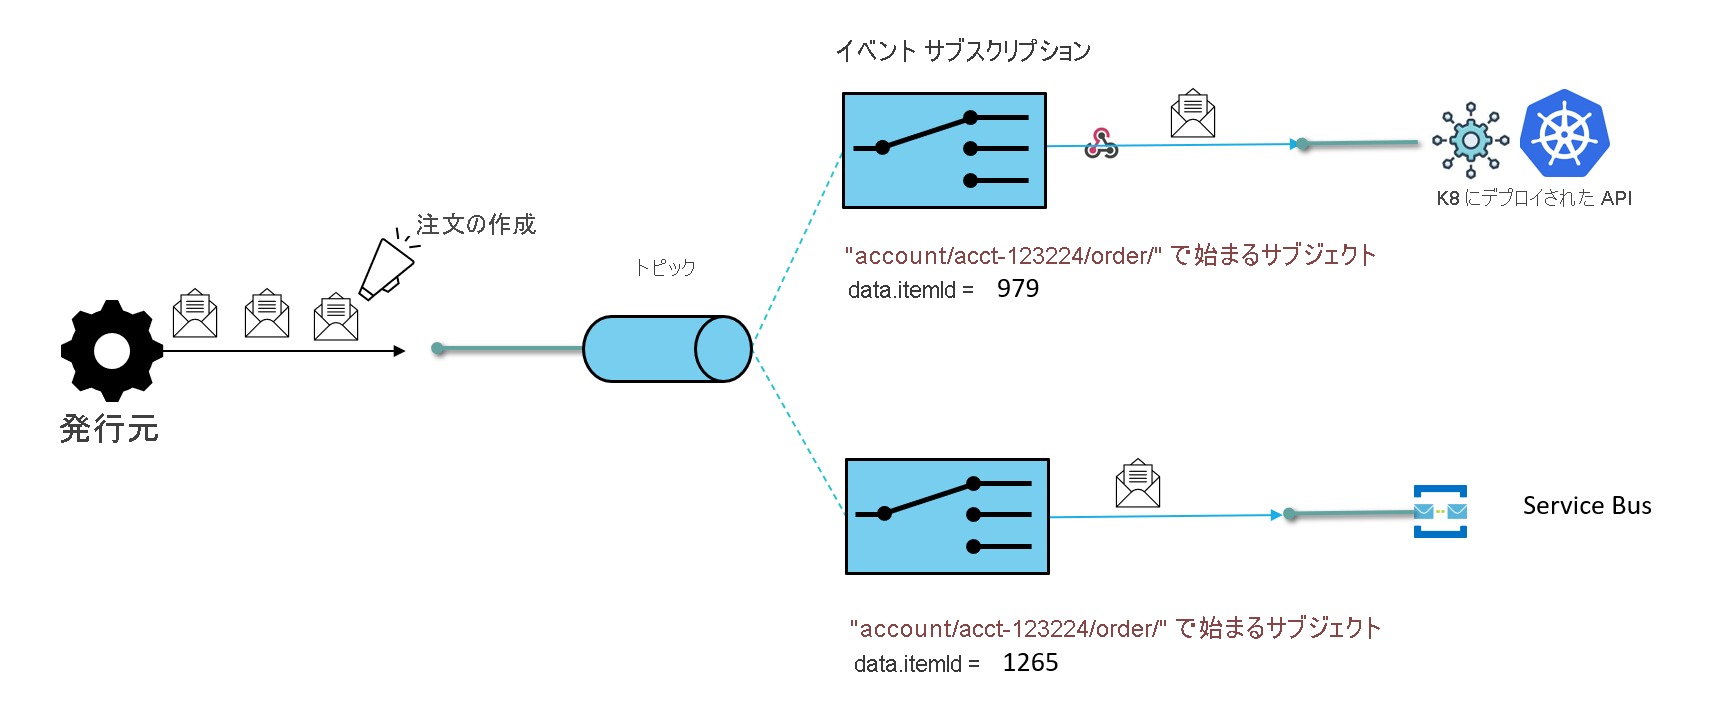 イベント サブスクリプション
K8 にデプロイされた API
注文の作成
"account/acct-123224/order/" で始まるサブジェクト
data.itemId = 979
トピック
発行元
Service Bus
"account/acct-123224/order/" で始まるサブジェクト
data.itemId = 1265